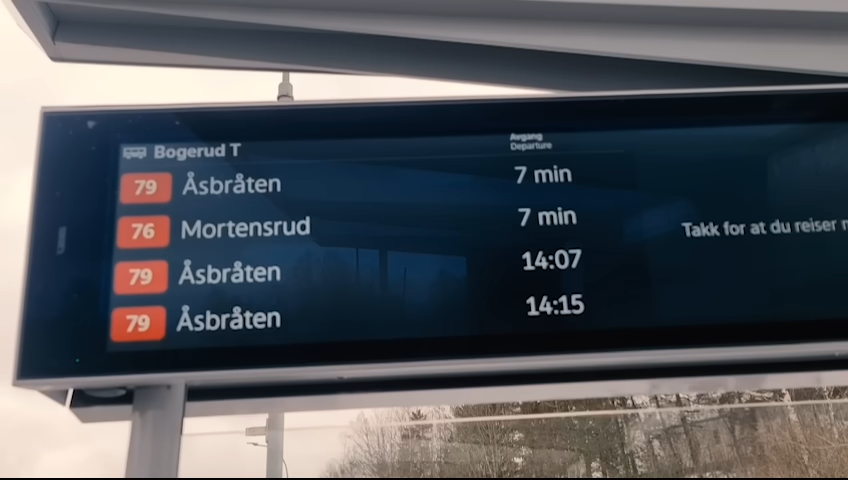 Bogerud T
Avgang
Departure
79 Åsbråten 7 min
76 Mortensrud 7 min
79 Åsbråten 14:07
79 Åsbråten 14:15
Takk for at du reiser